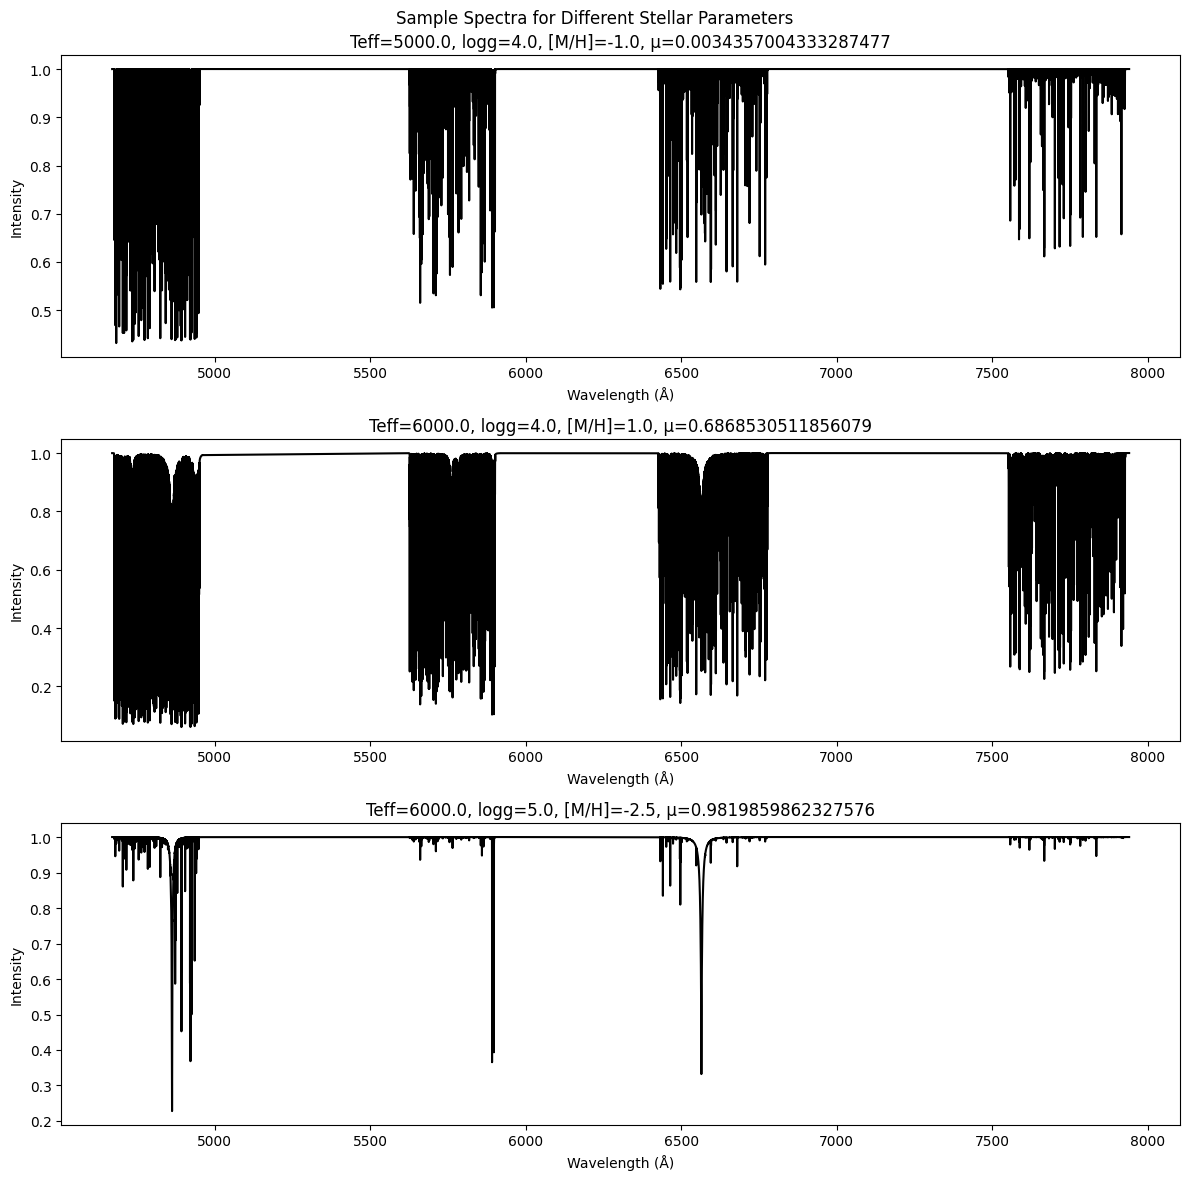 Sample Spectra for Different Stellar Parameters
Teff=5000.0, logg=4.0, [M/H]=-1.0, μ=0.0034357004333287477
1.0
0.9
0.8
0.7
0.6
0.5
Intensity
5000 5500 6000 6500 7000 7500 8000
Wavelength (Å)
Teff=6000.0, logg=4.0, [M/H]=1.0, μ=0.6868530511856079
1.0
0.8
0.6
0.4
0.2
Intensity
5000 5500 6000 6500 7000 7500 8000
Wavelength (Å)
Teff=6000.0, logg=5.0, [M/H]=-2.5, μ=0.9819859862327576
1.0
0.9
0.8
0.7
0.6
0.5
0.4
0.3
0.2
Intensity
5000 5500 6000 6500 7000 7500 8000
Wavelength (Å)